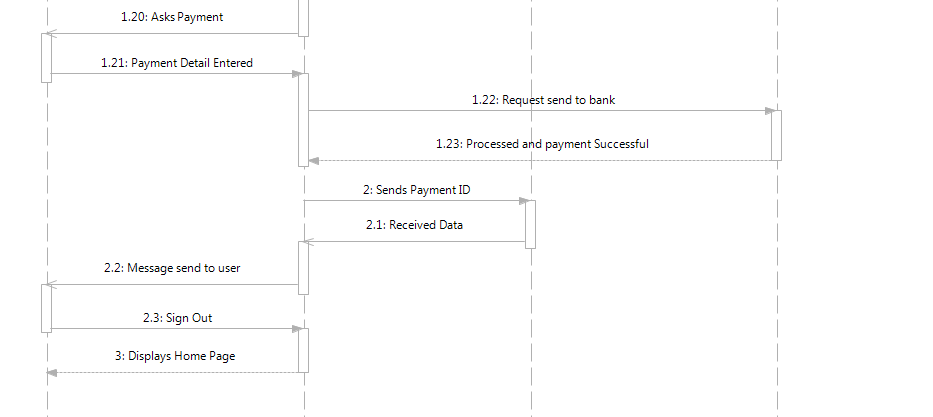 1.20: Asks Payment
1.21: Payment Detail Entered
1.22: Request send to bank
1.23: Processed and payment Successful
2: Sends Payment ID
2.1: Received Data
2.2: Message send to user
2.3: Sign Out
3: Displays Home Page